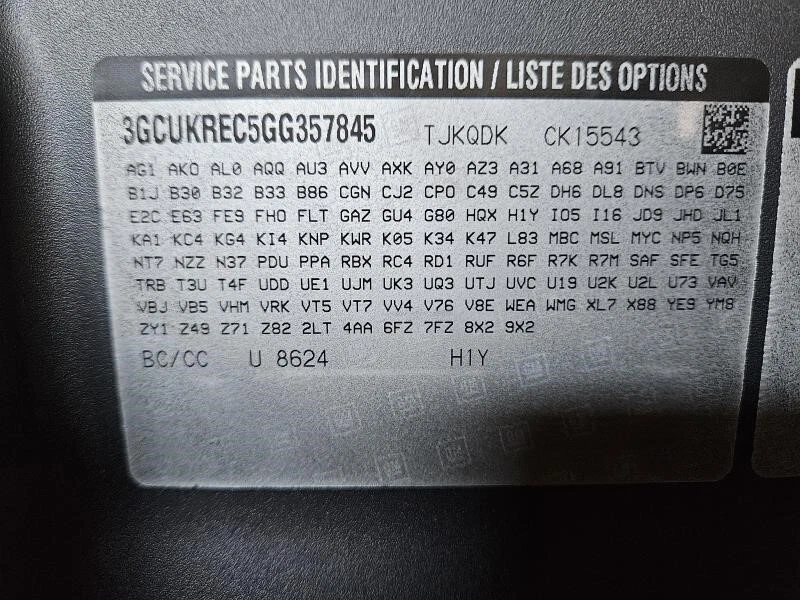 SERVICE PARTS IDENTIFICATION / LISTE DES OPTIONS
3GCUKREC5GG357845 TJKQDK CK15543
AG1 AKO AL0 AQQ AU3 AVV AXK AY0 AZ3 A31 A68 A91 BTV BWN B0E
B1J B30 B32 B33 B86 CGN CJ2 CPO C49 C5Z DH6 DL8 DNS DP6 D75
E2C E63 FE9 FHO FLT GAZ GU4 G80 HQX H1Y IO5 I16 JD9 JHD JL1
KA1 KC4 KG4 KI4 KNP KWR K05 K34 K47 L83 MBC MSL MYC NP5 NQH
NT7 NZZ N37 PDU PPA RBX RC4 RD1 RUF R6F R7K R7M SAF SFE TG5
TRB T3U T4F UDD UE1 UJM UK3 UQ3 UTJ UVC U19 U2K U2L U73 VAV
VBJ VB5 VHM VRK VT5 VT7 VV4 V76 V8E WEA WMG XL7 X88 YE9 YM8
ZY1 Z49 Z71 Z82 2LT 4AA 6FZ 7FZ 8X2 9X2
BC/CC U 8624 H1Y